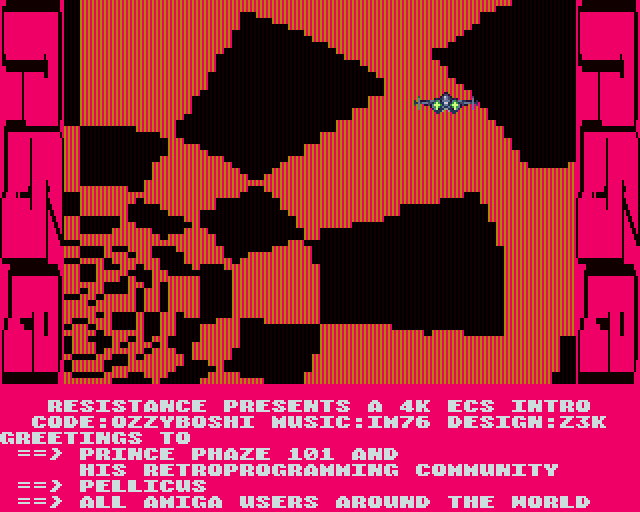 RESISTANCE PRESENTS A 4K ECS INTRO
CODE:OZZYBOSHI MUSIC:IM76 DESIGN:Z3K
GREETINGS TO
==> PRINCE PHAZE 101 AND
HIS RETROPROGRAMMING COMMUNITY
==> PELLICUS
==> ALL AMIGA USERS AROUND THE WORLD